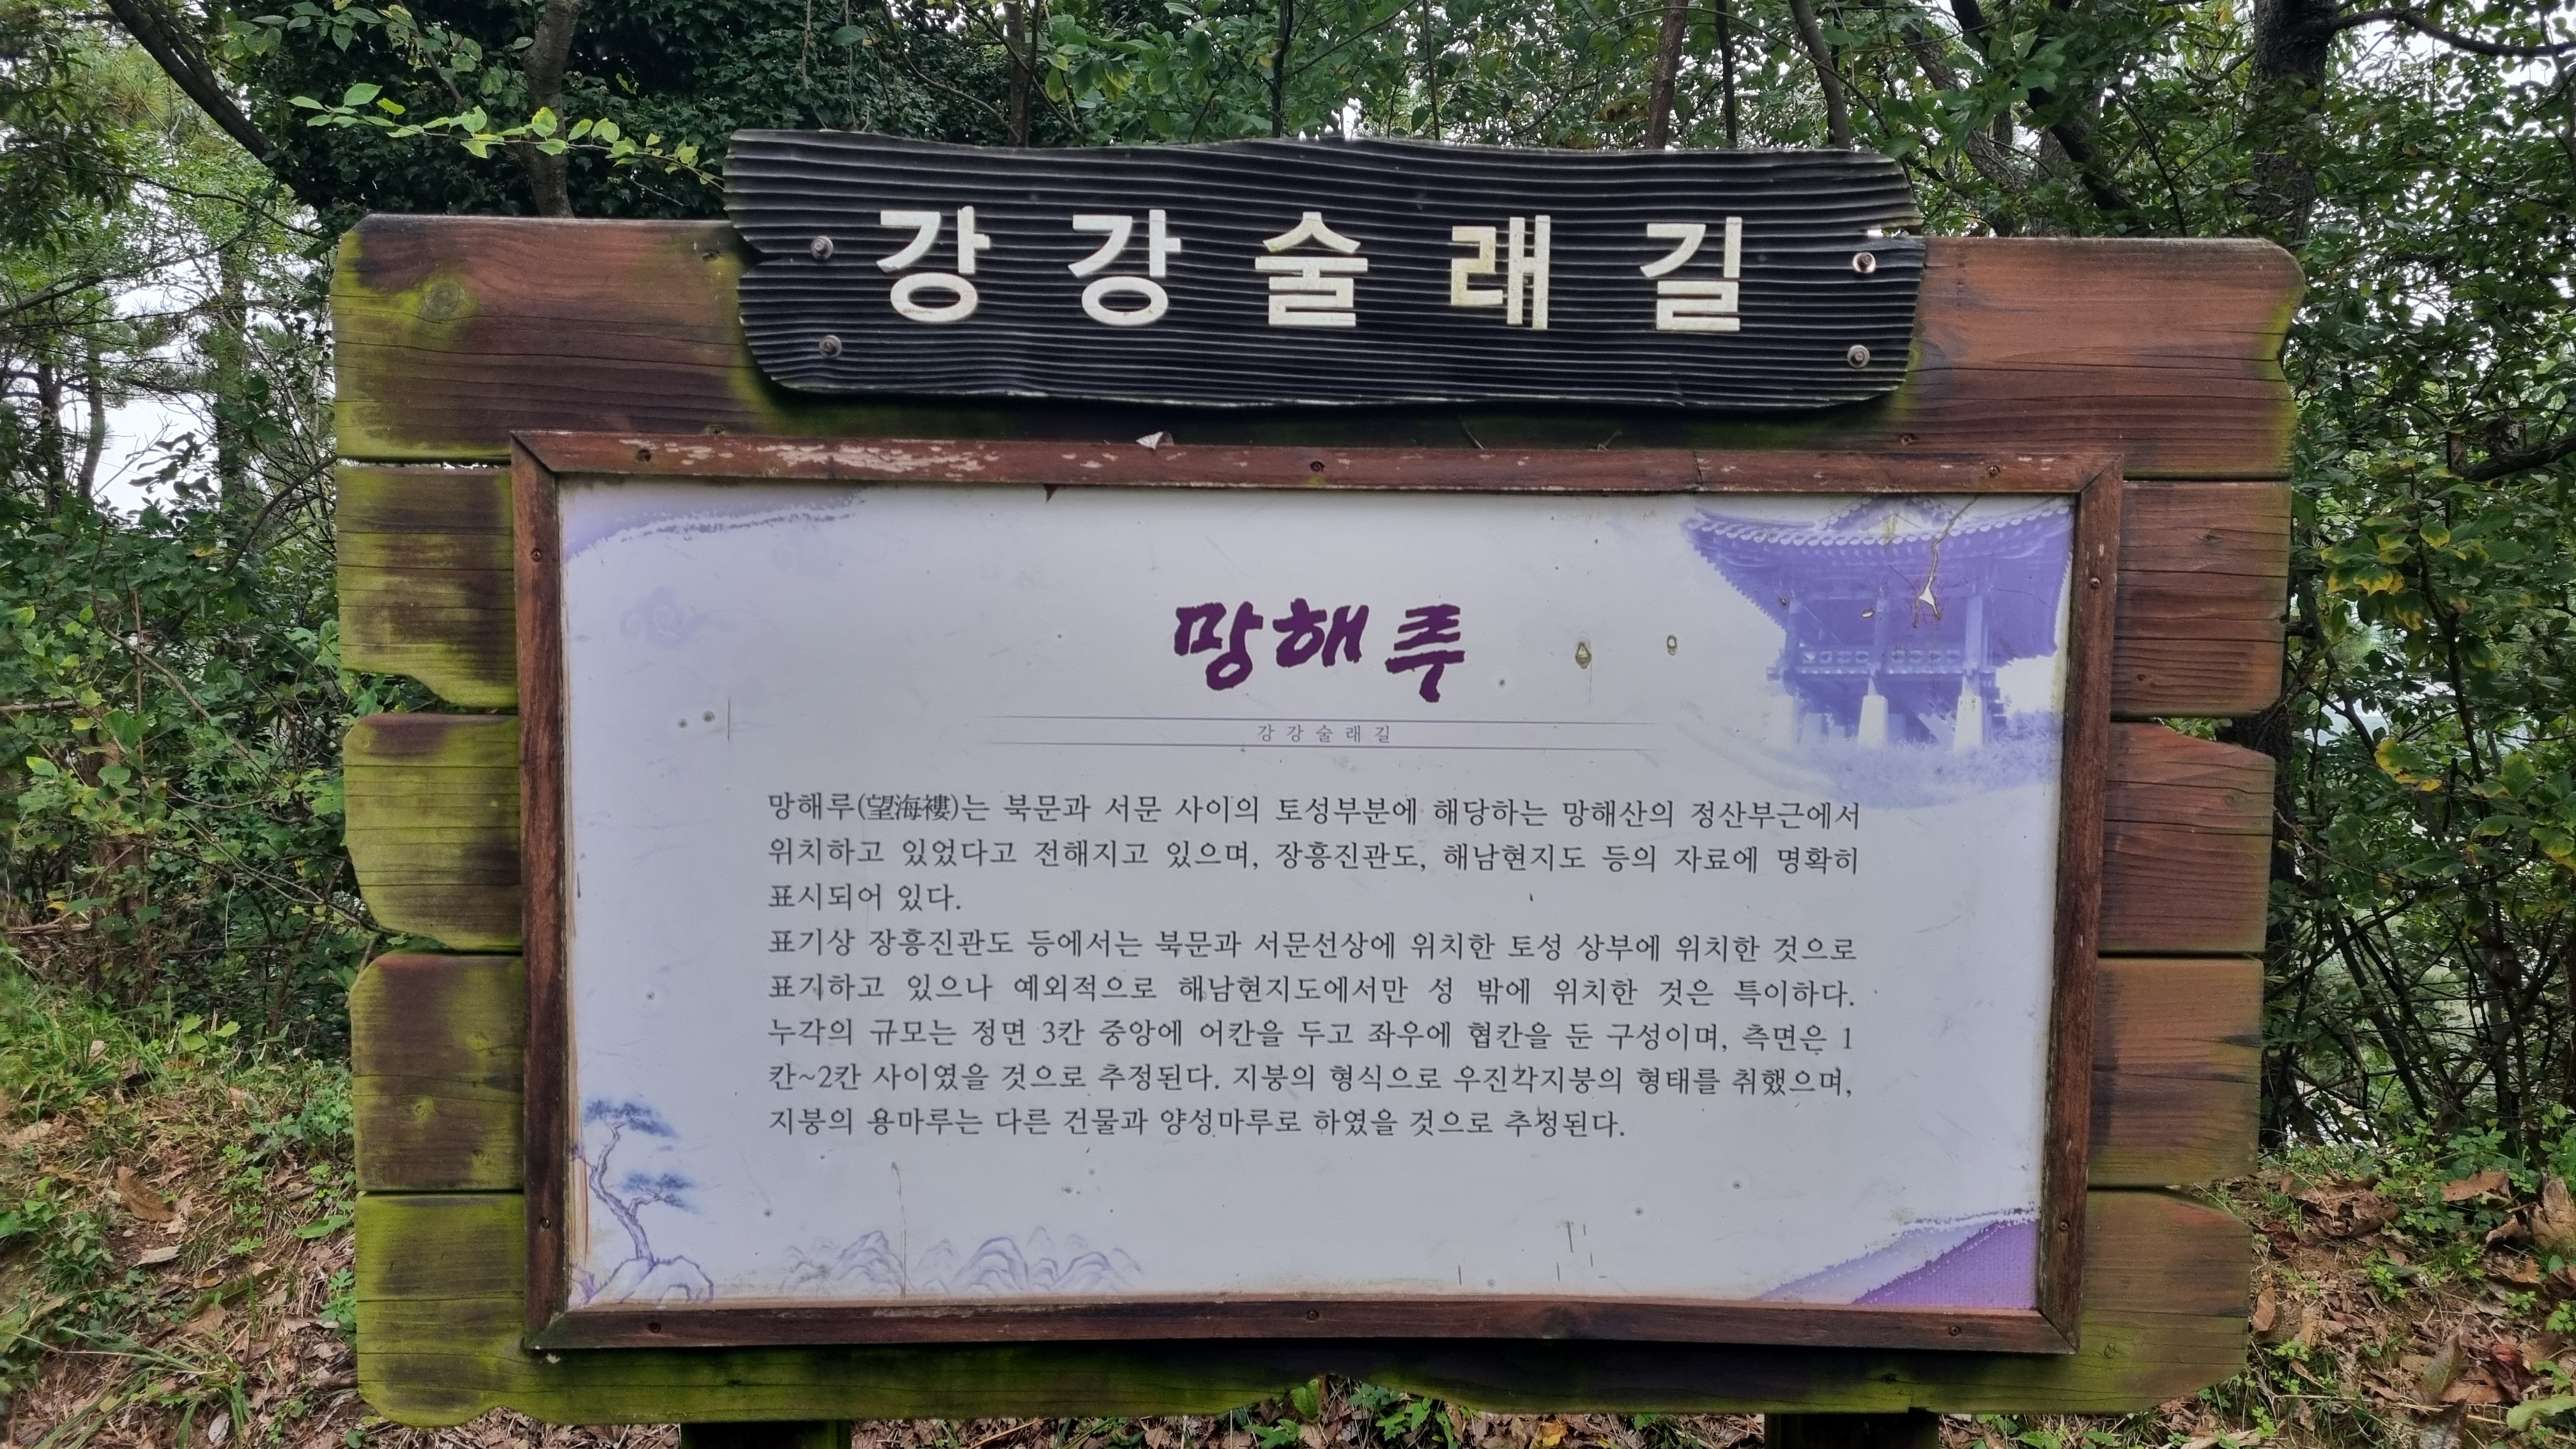 강강술래길
망해루
강강술래길
망해루(望海褸)는 북문과 서문 사이의 토성부분에 해당하는 망해산의 정산부근에서
위치하고 있었다고 전해지고 있으며, 장흥진관도, 해남현지도 등의 자료에 명확히
표시되어 있다.
표기상 장흥진관도 등에서는 북문과 서문선상에 위치한 토성 상부에 위치한 것으로
표기하고 있으나 예외적으로 해남현지도에서만 성 밖에 위치한 것은 특이하다.
누각의 규모는 정면 3칸 중앙에 어칸을 두고 좌우에 협칸을 둔 구성이며, 측면은 1
칸~2칸 사이였을 것으로 추정된다. 지붕의 형식으로 우진각지붕의 형태를 취했으며,
지붕의 용마루는 다른 건물과 양성마루로 하였을 것으로 추정된다.